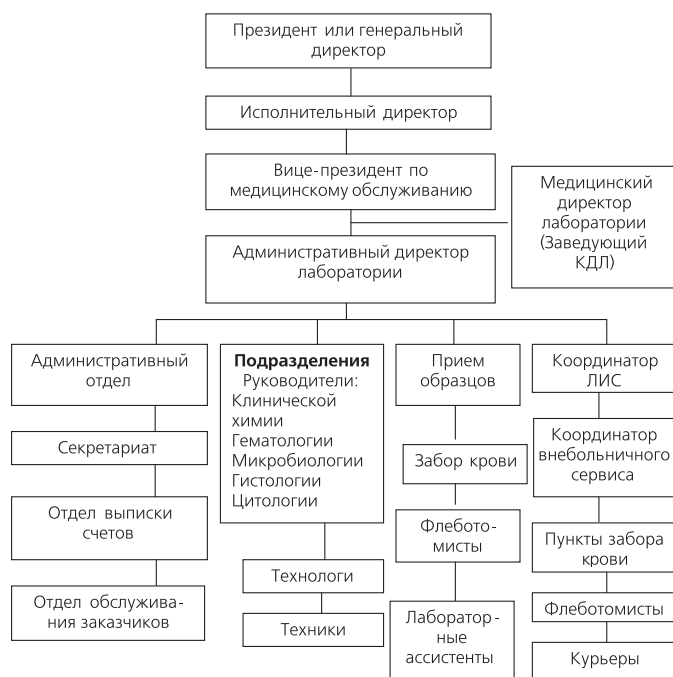 Президент или генеральный
директор
Исполнительный директор
Вице-президент по
медицинскому обслуживанию
Медицинский
директор
лаборатории
(Заведующий
КДЛ)
Административный директор
лаборатории
Административный
отдел
Секретариат
Отдел выписки
счетов
Отдел обслужива-
ния заказчиков
Подразделения
Руководители:
Клинической
химии
Гематологии
Микробиологии
Гистологии
Цитологии
Технологи
Техники
Прием
образцов
Забор крови
Флебото-
мисты
Лаборатор-
ные
ассистенты
Координатор
ЛИС
Координатор
внебольничного
сервиса
Пункты забора
крови
Флеботомисты
Курьеры